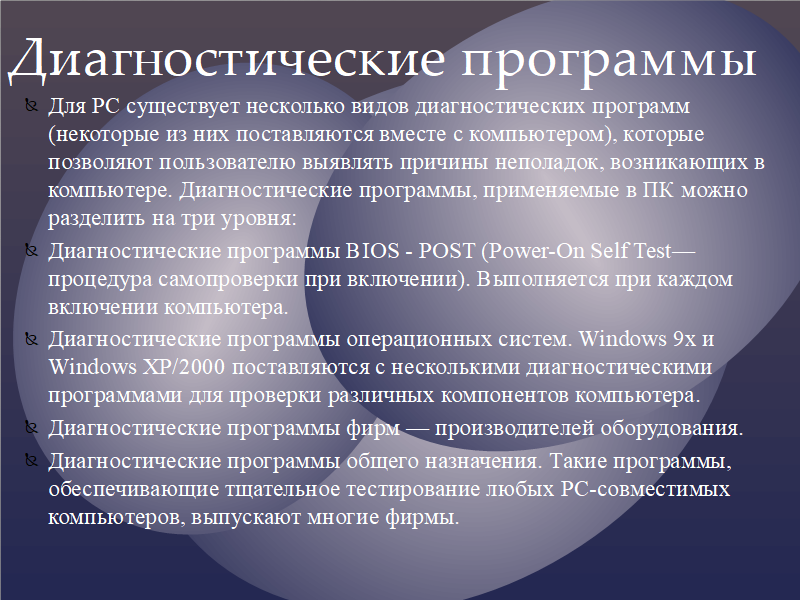 Диагностические программы
Для PC существует несколько видов диагностических программ
(некоторые из них поставляются вместе с компьютером), которые
позволяют пользователю выявлять причины неполадок, возникающих в
компьютере. Диагностические программы, применяемые в ПК можно
разделить на три уровня:
Диагностические программы BIOS - POST (Power-On Self Test—
процедура самопроверки при включении). Выполняется при каждом
включении компьютера.
Диагностические программы операционных систем. Windows 9x и
Windows XP/2000 поставляются с несколькими диагностическими
программами для проверки различных компонентов компьютера.
Диагностические программы фирм — производителей оборудования.
Диагностические программы общего назначения. Такие программы,
обеспечивающие тщательное тестирование любых PC-совместимых
компьютеров, выпускают многие фирмы.